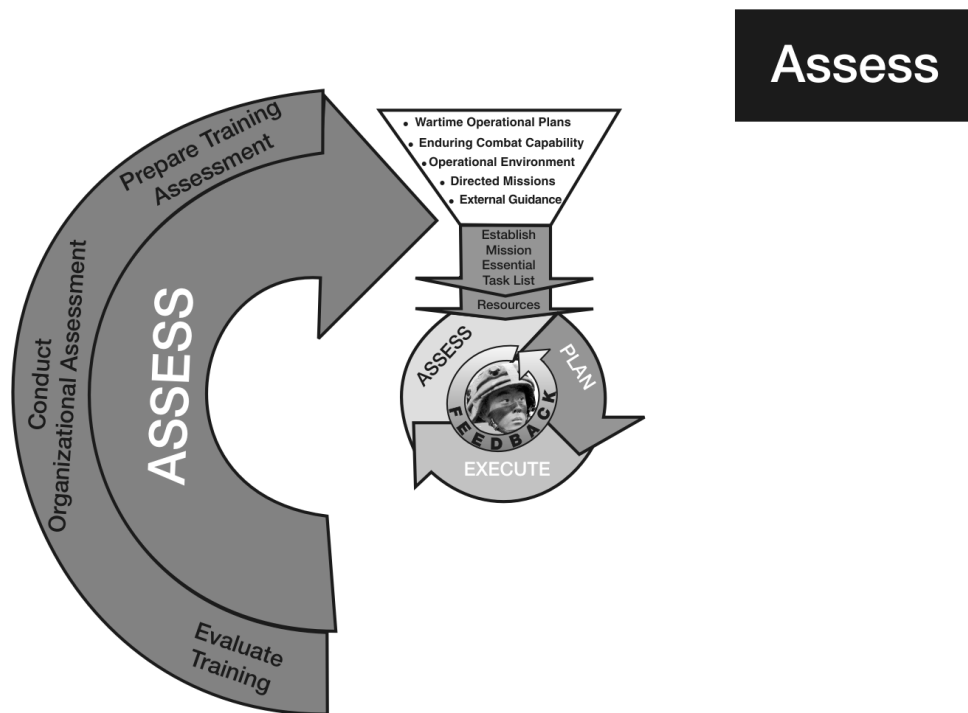 Assess
Prepare Training
Assessment
Conduct
Organizational Assessment
Evaluate
Training
ASSESS
• Wartime Operational Plans
• Enduring Combat Capability
• Operational Environment
• Directed Missions
• External Guidance
Establish
Mission
Essential
Task List
Resources
ASSESS
PLAN
EXECUTE
FEEDBACK